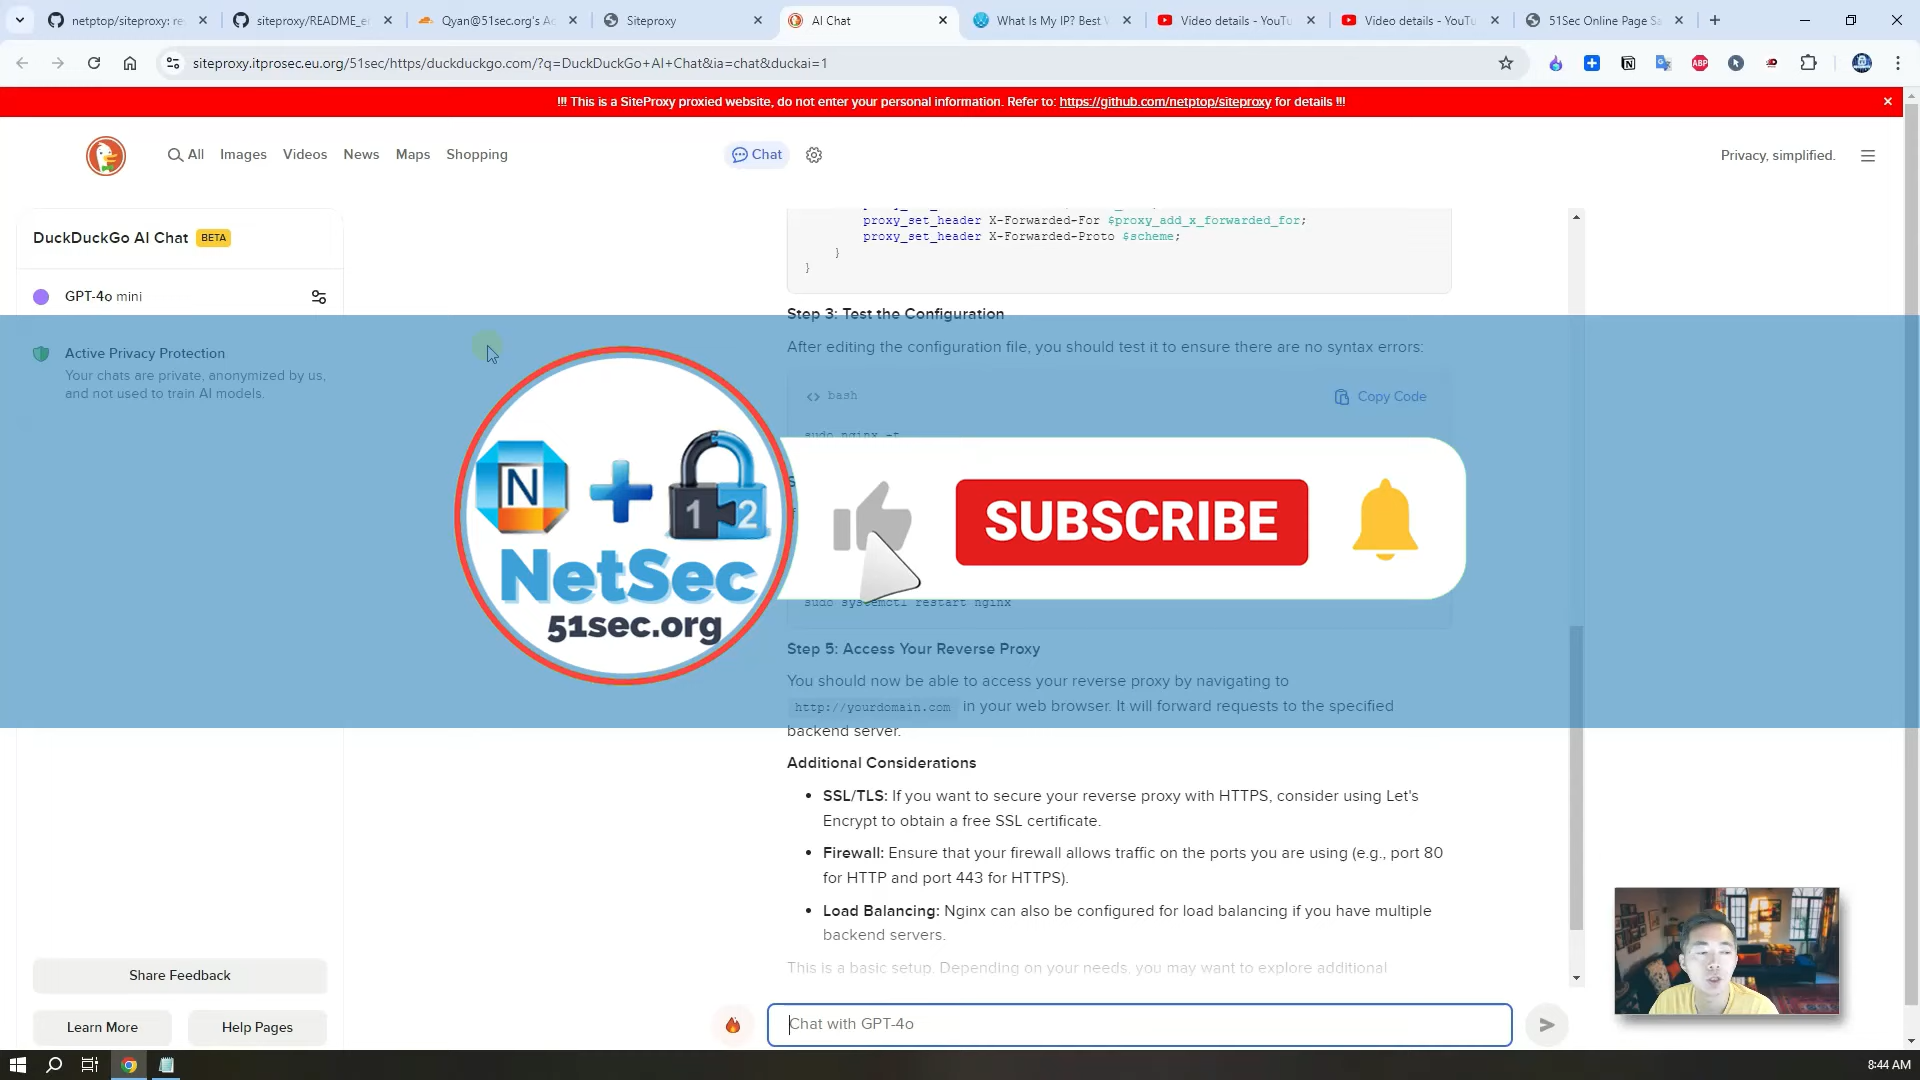 netptop/siteproxy: re
siteproxy/README_e
Qyan@51sec.org's Ac
Siteproxy
AI Chat
What Is My IP? Best
Video details - YouTu
Video details - YouTu
51Sec Online Page Sa
siteproxy.itprosec.eu.org/51sec/https/duckduckgo.com/?q=DuckDuckGo+AI+Chat&ia=chat&duckai=1
ABP
!!! This is a SiteProxy proxied website, do not enter your personal information. Refer to: https://github.com/netptop/siteproxy for details !!!
All Images Videos News Maps Shopping
Chat
Privacy, simplified.
DuckDuckGo AI Chat BETA
GPT-4o mini
Active Privacy Protection
Your chats are private, anonymized by us,
and not used to train AI models.
proxy_set_header X-Forwarded-For $proxy_add_x_forwarded_for;
proxy_set_header X-Forwarded-Proto $scheme;
}
}
Step 3: Test the Configuration
After editing the configuration file, you should test it to ensure there are no syntax errors:
<> bash
Copy Code
sudo nginx -t
N
1 2
NetSec
51sec.org
SUBSCRIBE
sudo systemctl restart nginx
Step 5: Access Your Reverse Proxy
You should now be able to access your reverse proxy by navigating to
http://yourdomain.com in your web browser. It will forward requests to the specified
backend server.
Additional Considerations
• SSL/TLS: If you want to secure your reverse proxy with HTTPS, consider using Let's
Encrypt to obtain a free SSL certificate.
• Firewall: Ensure that your firewall allows traffic on the ports you are using (e.g., port 80
for HTTP and port 443 for HTTPS).
• Load Balancing: Nginx can also be configured for load balancing if you have multiple
backend servers.
This is a basic setup. Depending on your needs, you may want to explore additional
Share Feedback
Learn More
Help Pages
Chat with GPT-4o
8:44 AM